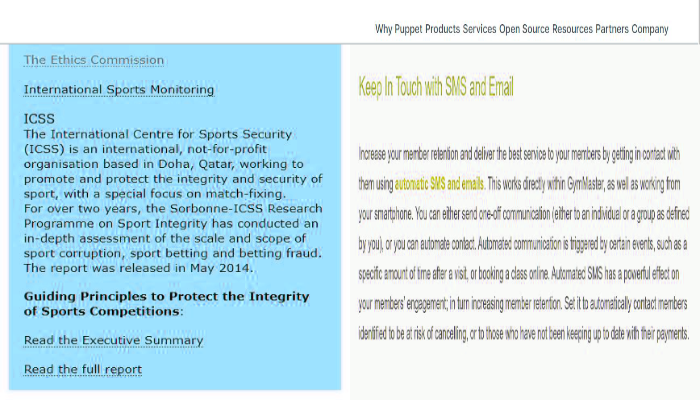 Why Puppet Products Services Open Source Resources Partners Company
The Ethics Commission
International Sports Monitoring
ICSS
The International Centre for Sports Security
(ICSS) is an international, not-for-profit
organisation based in Doha, Qatar, working to
promote and protect the integrity and security of
sport, with a special focus on match-fixing.
For over two years, the Sorbonne-ICSS Research
Programme on Sport Integrity has conducted an
in-depth assessment of the scale and scope of
sport corruption, sport betting and betting fraud.
The report was released in May 2014.
Guiding Principles to Protect the Integrity
of Sports Competitions:
Read the Executive Summary
Read the full report
Keep In Touch with SMS and Email
Increase your member retention and deliver the best service to your members by getting in contact with
them using automatic SMS and emails. This works directly within GymMaster, as well as working from
your smartphone. You can either send one-off communication (either to an individual or a group as defined
by you), or you can automate contact. Automated communication is triggered by certain events, such as a
specific amount of time after a visit, or booking a class online. Automated SMS has a powerful effect on
your members' engagement; in turn increasing member retention. Set it to automatically contact members
identified to be at risk of canceling, or to those who have not been keeping up to date with their payments.